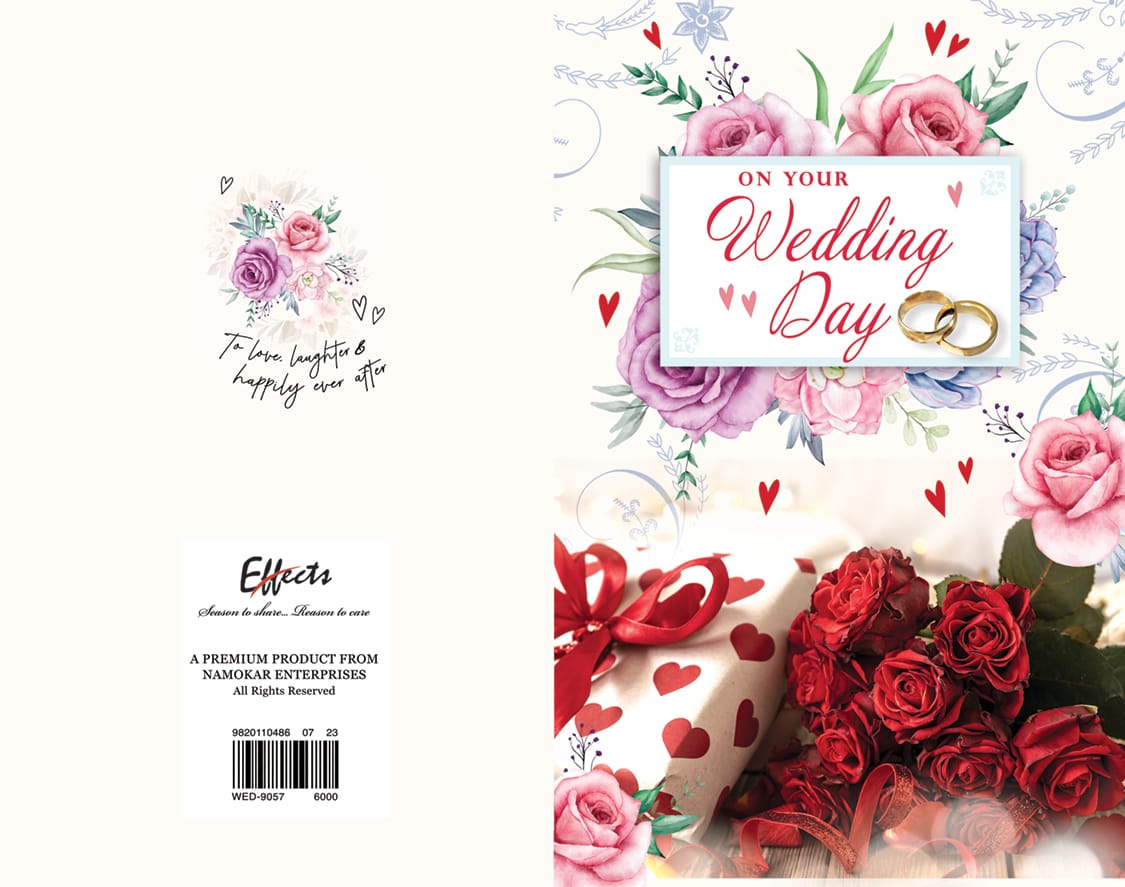 To love, laughter &
happily ever after
Effects
Season to share... Reason to care
A PREMIUM PRODUCT FROM
NAMOKAR ENTERPRISES
All Rights Reserved
9820110486 07 23
WED-9057 6000
ON YOUR
Wedding
Day